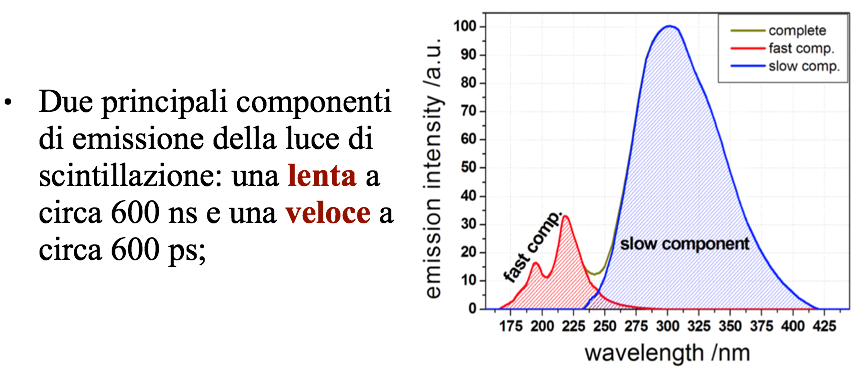 • Due principali componenti
di emissione della luce di
scintillazione: una lenta a
circa 600 ns e una veloce a
circa 600 ps;
emission intensity /a.u.
100
90
80
70
60
50
40
30
20
10
0
complete
fast comp.
slow comp.
fast comp.
slow component
175 200 225 250 275 300 325 350 375 400 425
wavelength /nm